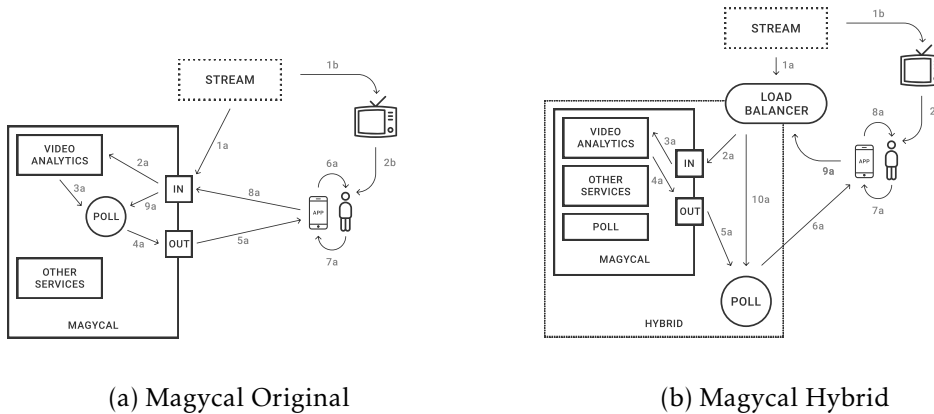 STREAM
1b
1a
VIDEO
ANALYTICS
2a
IN
3a
9a
POLL
4a
OUT
5a
8a
6a
APP
7a
2b
OTHER
SERVICES
MAGYCAL
(a) Magycal Original
STREAM
1b
1a
LOAD
BALANCER
VIDEO
ANALYTICS
3a
IN
2a
4a
OTHER
SERVICES
OUT
POLL
5a
10a
MAGYCAL
8a
2
APP
9a
7a
6a
POLL
HYBRID
(b) Magycal Hybrid